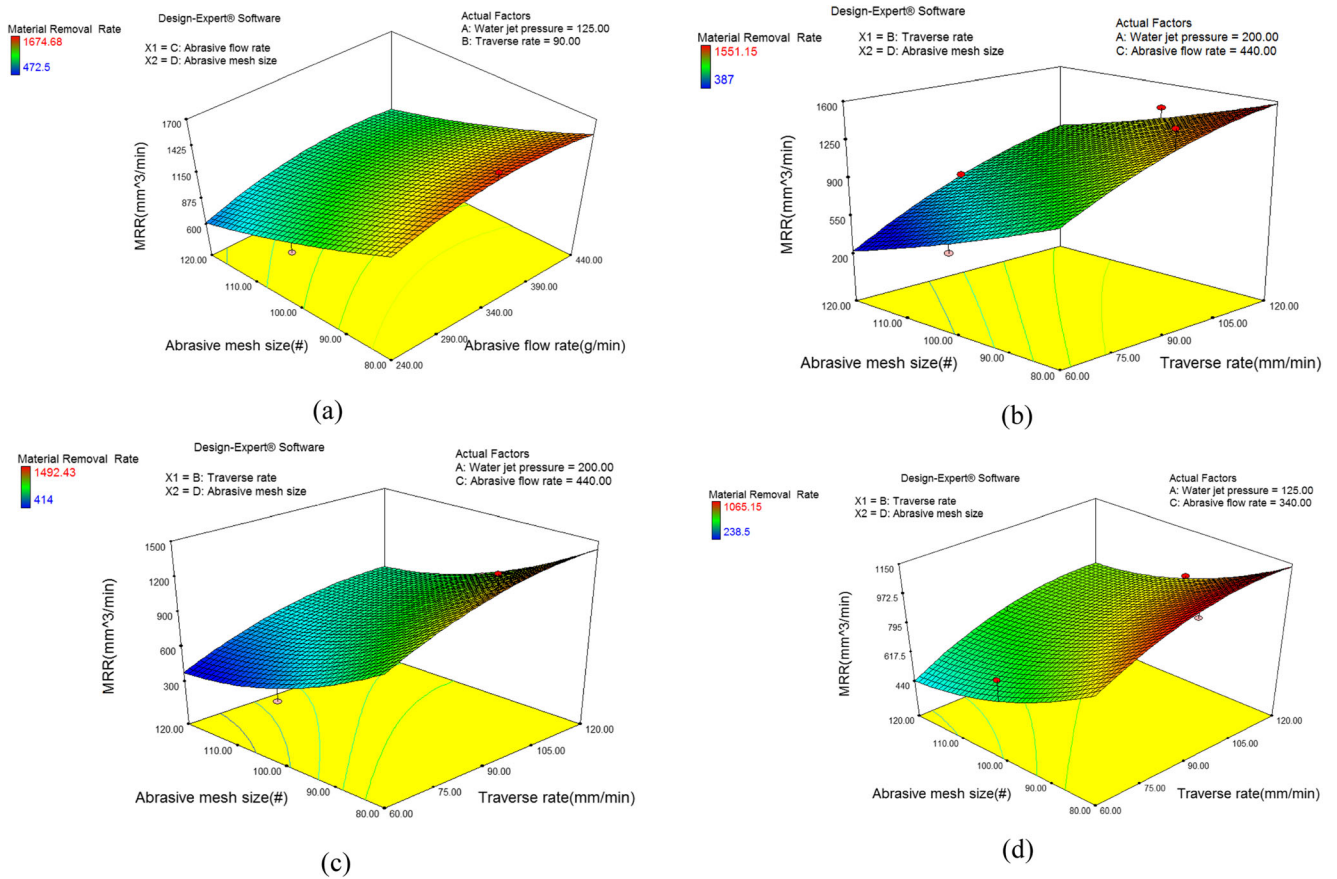 Design-Expert® Software
Material Removal Rate
1674.68
472.5
X1 = C: Abrasive flow rate
X2 = D: Abrasive mesh size
Actual Factors
A: Water jet pressure = 125.00
B: Traverse rate = 90.00
1700
1425
1150
875
600
MRR(mm^3/min)
120.00
110.00
100.00
90.00
80.00
240.00
290.00
340.00
390.00
440.00
Abrasive mesh size(#)
Abrasive flow rate(g/min)
(a)
Design-Expert® Software
Material Removal Rate
1551.15
387
X1 = B: Traverse rate
X2 = D: Abrasive mesh size
Actual Factors
A: Water jet pressure = 200.00
C: Abrasive flow rate = 440.00
1600
1250
900
550
200
MRR(mm^3/min)
120.00
110.00
100.00
90.00
80.00
60.00
75.00
90.00
105.00
120.00
Abrasive mesh size(#)
Traverse rate(mm/min)
(b)
Design-Expert® Software
Material Removal Rate
1492.43
414
X1 = B: Traverse rate
X2 = D: Abrasive mesh size
Actual Factors
A: Water jet pressure = 200.00
C: Abrasive flow rate = 440.00
1500
1200
900
600
300
MRR(mm^3/min)
120.00
110.00
100.00
90.00
80.00
60.00
75.00
90.00
105.00
120.00
Abrasive mesh size(#)
Traverse rate(mm/min)
(c)
Design-Expert® Software
Material Removal Rate
1065.15
238.5
X1 = B: Traverse rate
X2 = D: Abrasive mesh size
Actual Factors
A: Water jet pressure = 125.00
C: Abrasive flow rate = 340.00
1150
972.5
795
617.5
440
MRR(mm^3/min)
120.00
110.00
100.00
90.00
80.00
60.00
75.00
90.00
105.00
120.00
Abrasive mesh size(#)
Traverse rate(mm/min)
(d)